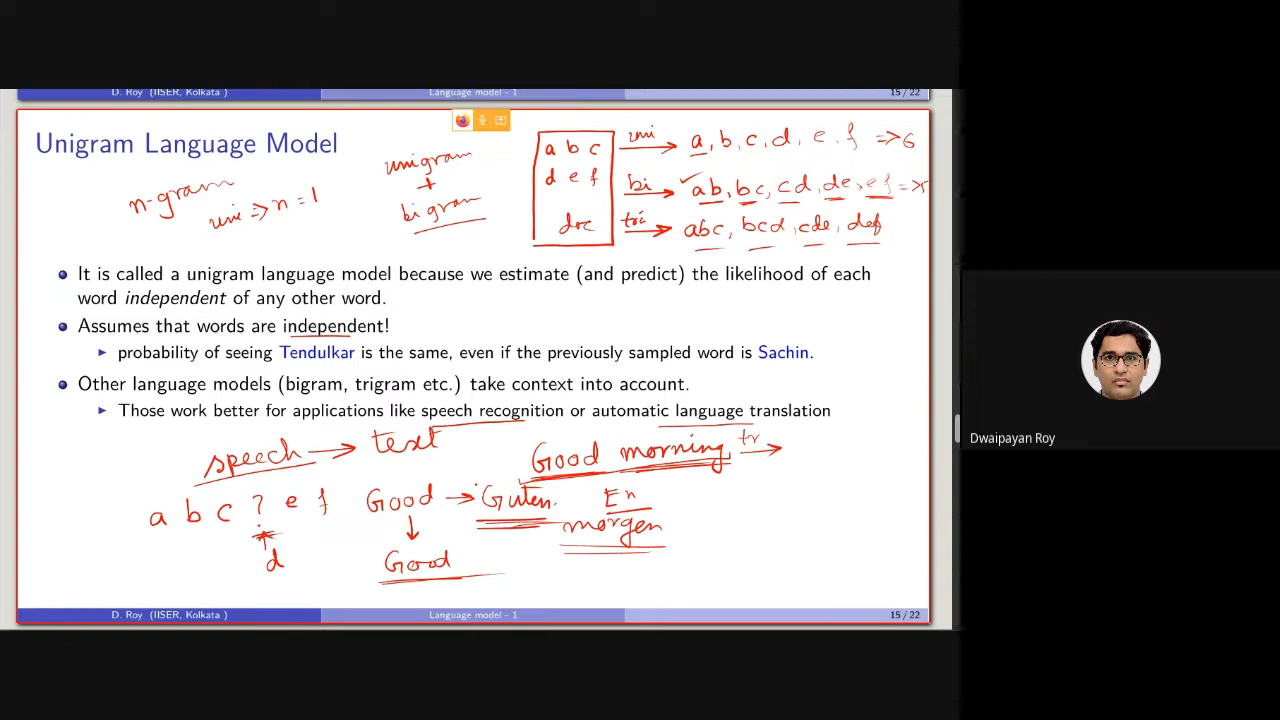 D. Roy (IISER, Kolkata ) Language model - 1 15 / 22
Unigram Language Model
n-gram
uni => n = 1
unigram
+
bigram
a b c
d e f
doc
uni a, b, c, d, e, f => 6
bi ab, bc, cd, de, ef =>
tri abc, bcd, cde, def
It is called a unigram language model because we estimate (and predict) the likelihood of each
word independent of any other word.
Assumes that words are independent!
probability of seeing Tendulkar is the same, even if the previously sampled word is Sachin.
Other language models (bigram, trigram etc.) take context into account.
Those work better for applications like speech recognition or automatic language translation
speech → text
Good morning tr →
a b c ? e f
d
Good → Guten. En
morgen
Good
D. Roy (IISER, Kolkata ) Language model - 1 15 / 22
Dwaipayan Roy